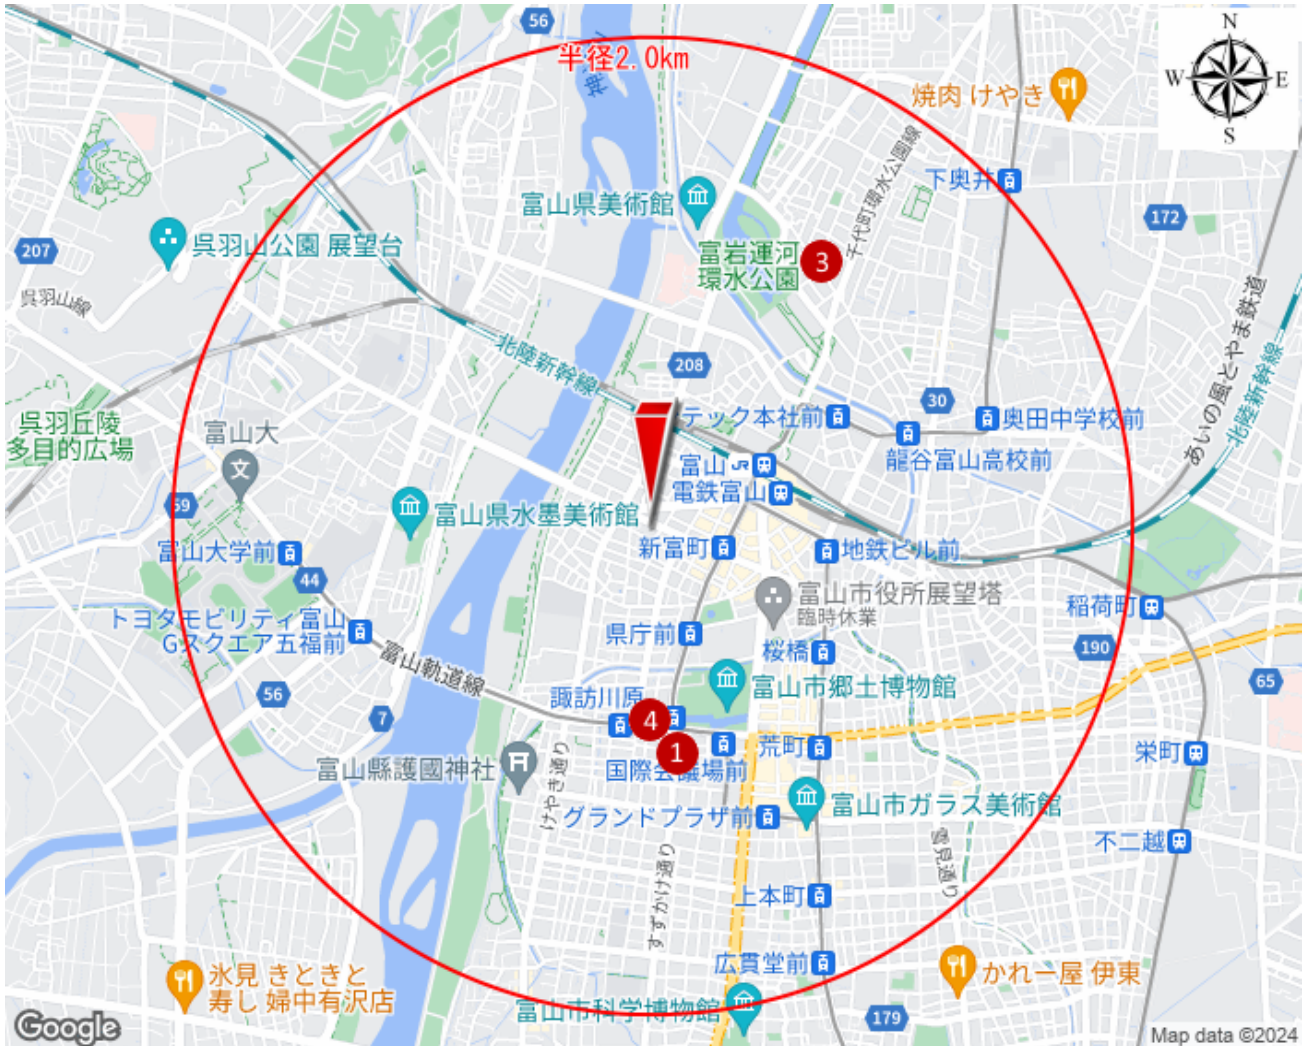 56
N
半径2.0km
焼肉 けやき
W
E
S
千代町環水公園線
下奥井
富山県美術館
172
207
呉羽山公園 展望台
富岩運河
環水公園
3
呉羽山線
あいの風とやま鉄道
北陸新幹線
北陸新幹線
208
30
呉羽丘陵
多目的広場
富山大
テック本社前
奥田中学校前
龍谷富山高校前
富山
JR
電鉄富山
59
富山県水墨美術館
富山大学前
新富町
地鉄ビル前
44
富山市役所展望塔
臨時休業
稲荷町
トヨタモビリティ富山
Gスクエア五福前
県庁前
桜橋
190
富山軌道線
56
富山市郷土博物館
65
諏訪川原
7
4
1
荒町
栄町
富山縣護國神社
けやき通り
国際会議場前
グランドプラザ前
富山市ガラス美術館
雪見通り
不二越
すずかけ通り
上本町
広貫堂前
氷見 きときと
寿し 婦中有沢店
かれー屋 伊東
富山市科学博物館
179
Google
Map data ©2024